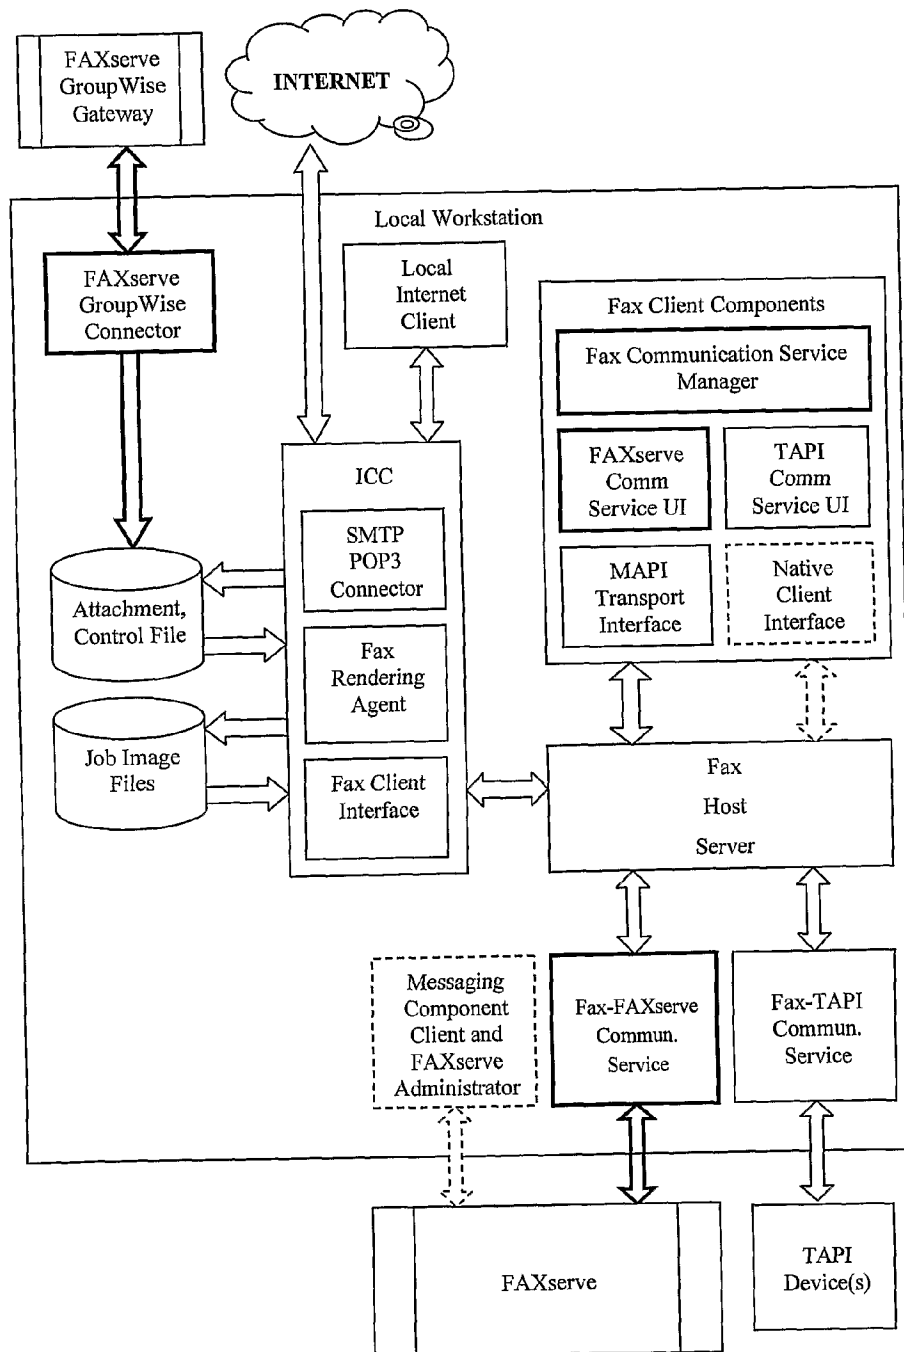 FAXserve
GroupWise
Gateway
INTERNET
Local Workstation
FAXserve
GroupWise
Connector
Local
Internet
Client
Fax Client Components
Fax Communication Service
Manager
FAXserve
Comm
Service UI
TAPI
Comm
Service UI
MAPI
Transport
Interface
Native
Client
Interface
ICC
SMTP
POP3
Connector
Fax
Rendering
Agent
Fax Client
Interface
Attachment,
Control File
Job Image
Files
Fax
Host
Server
Messaging
Component
Client and
FAXserve
Administrator
Fax-FAXserve
Commun.
Service
Fax-TAPI
Commun.
Service
FAXserve
TAPI
Device(s)